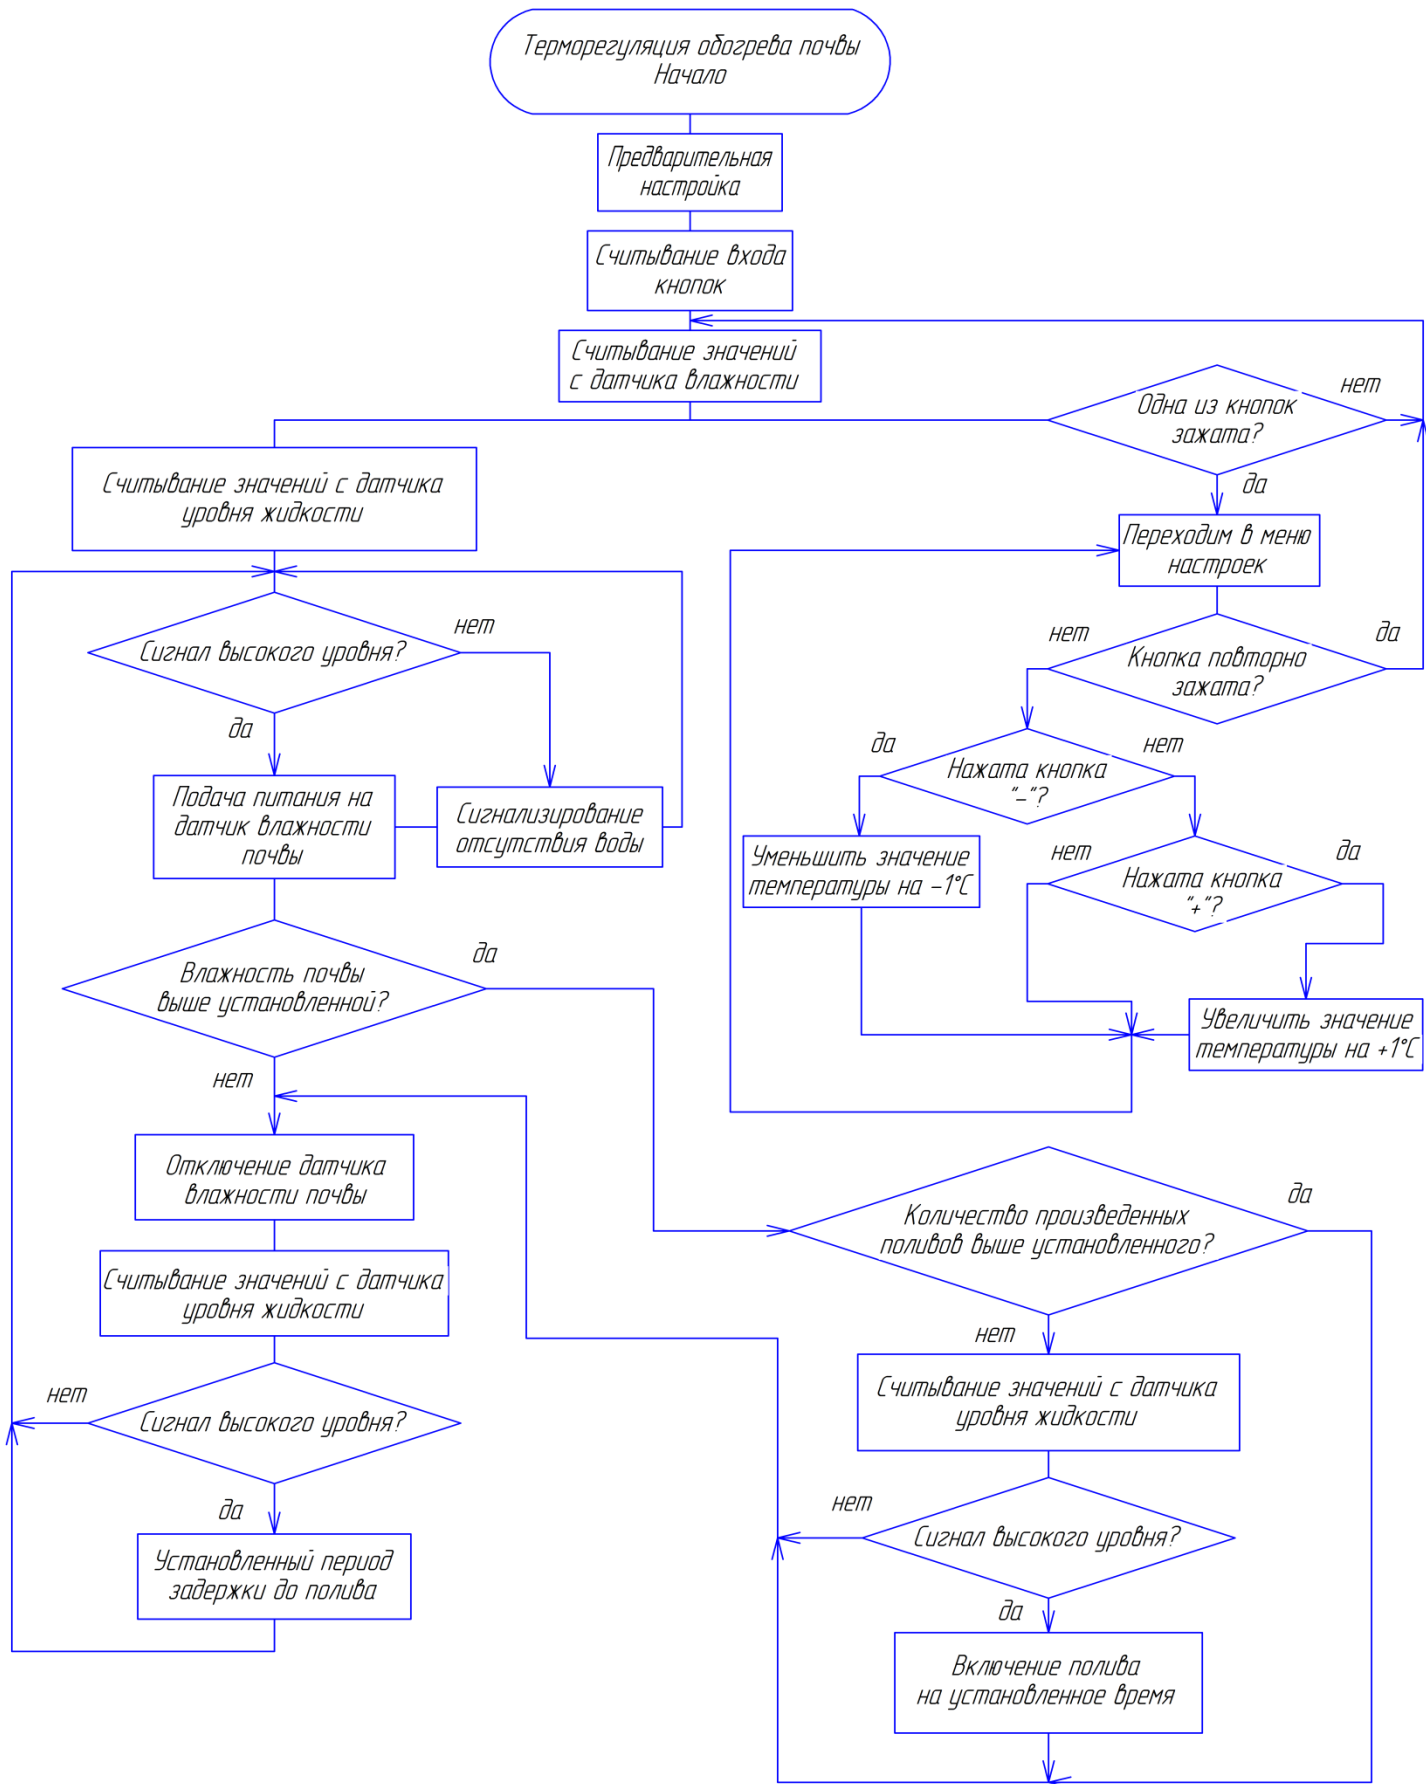 Терморегуляция обогрева почвы
Начало
Предварительная
настройка
Считывание входа
кнопок
Считывание значений
с датчика влажности
Одна из кнопок
зажата?
нет
да
Считывание значений с датчика
уровня жидкости
Переходим в меню
настроек
Сигнал высокого уровня?
нет
да
Кнопка повторно
зажата?
нет
да
Подача питания на
датчик влажности
почвы
Сигнализирование
отсутствия воды
Нажата кнопка
"-"?
да
нет
Уменьшить значение
температуры на -1°С
Нажата кнопка
"+"?
нет
да
Увеличить значение
температуры на +1°С
Влажность почвы
выше установленной?
да
нет
Отключение датчика
влажности почвы
Считывание значений с датчика
уровня жидкости
Сигнал высокого уровня?
нет
да
Установленный период
задержки до полива
Количество произведенных
поливов выше установленного?
да
нет
Считывание значений с датчика
уровня жидкости
Сигнал высокого уровня?
нет
да
Включение полива
на установленное время